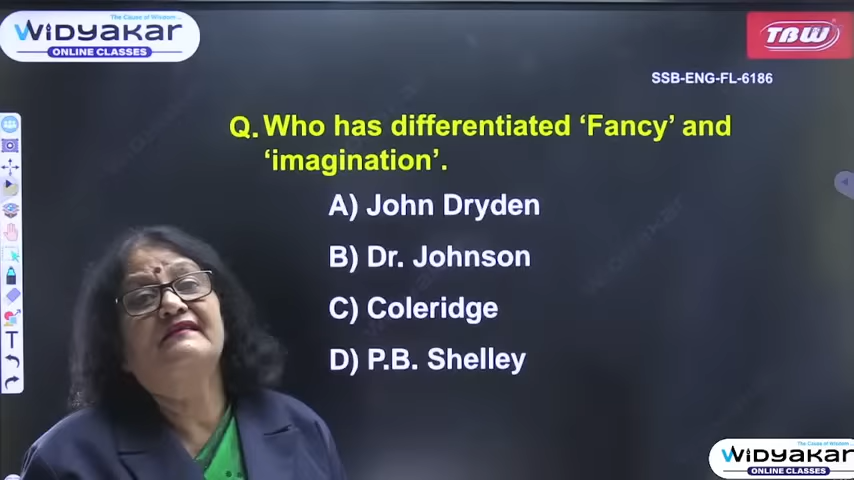 The Cause of Wisdom ...
WIDYAKAR
ONLINE CLASSES
TBW
SSB-ENG-FL-6186
Q. Who has differentiated ‘Fancy’ and
‘imagination’.
A) John Dryden
B) Dr. Johnson
C) Coleridge
D) P.B. Shelley
T
The Cause of Wisdom ...
WIDYAKAR
ONLINE CLASSES